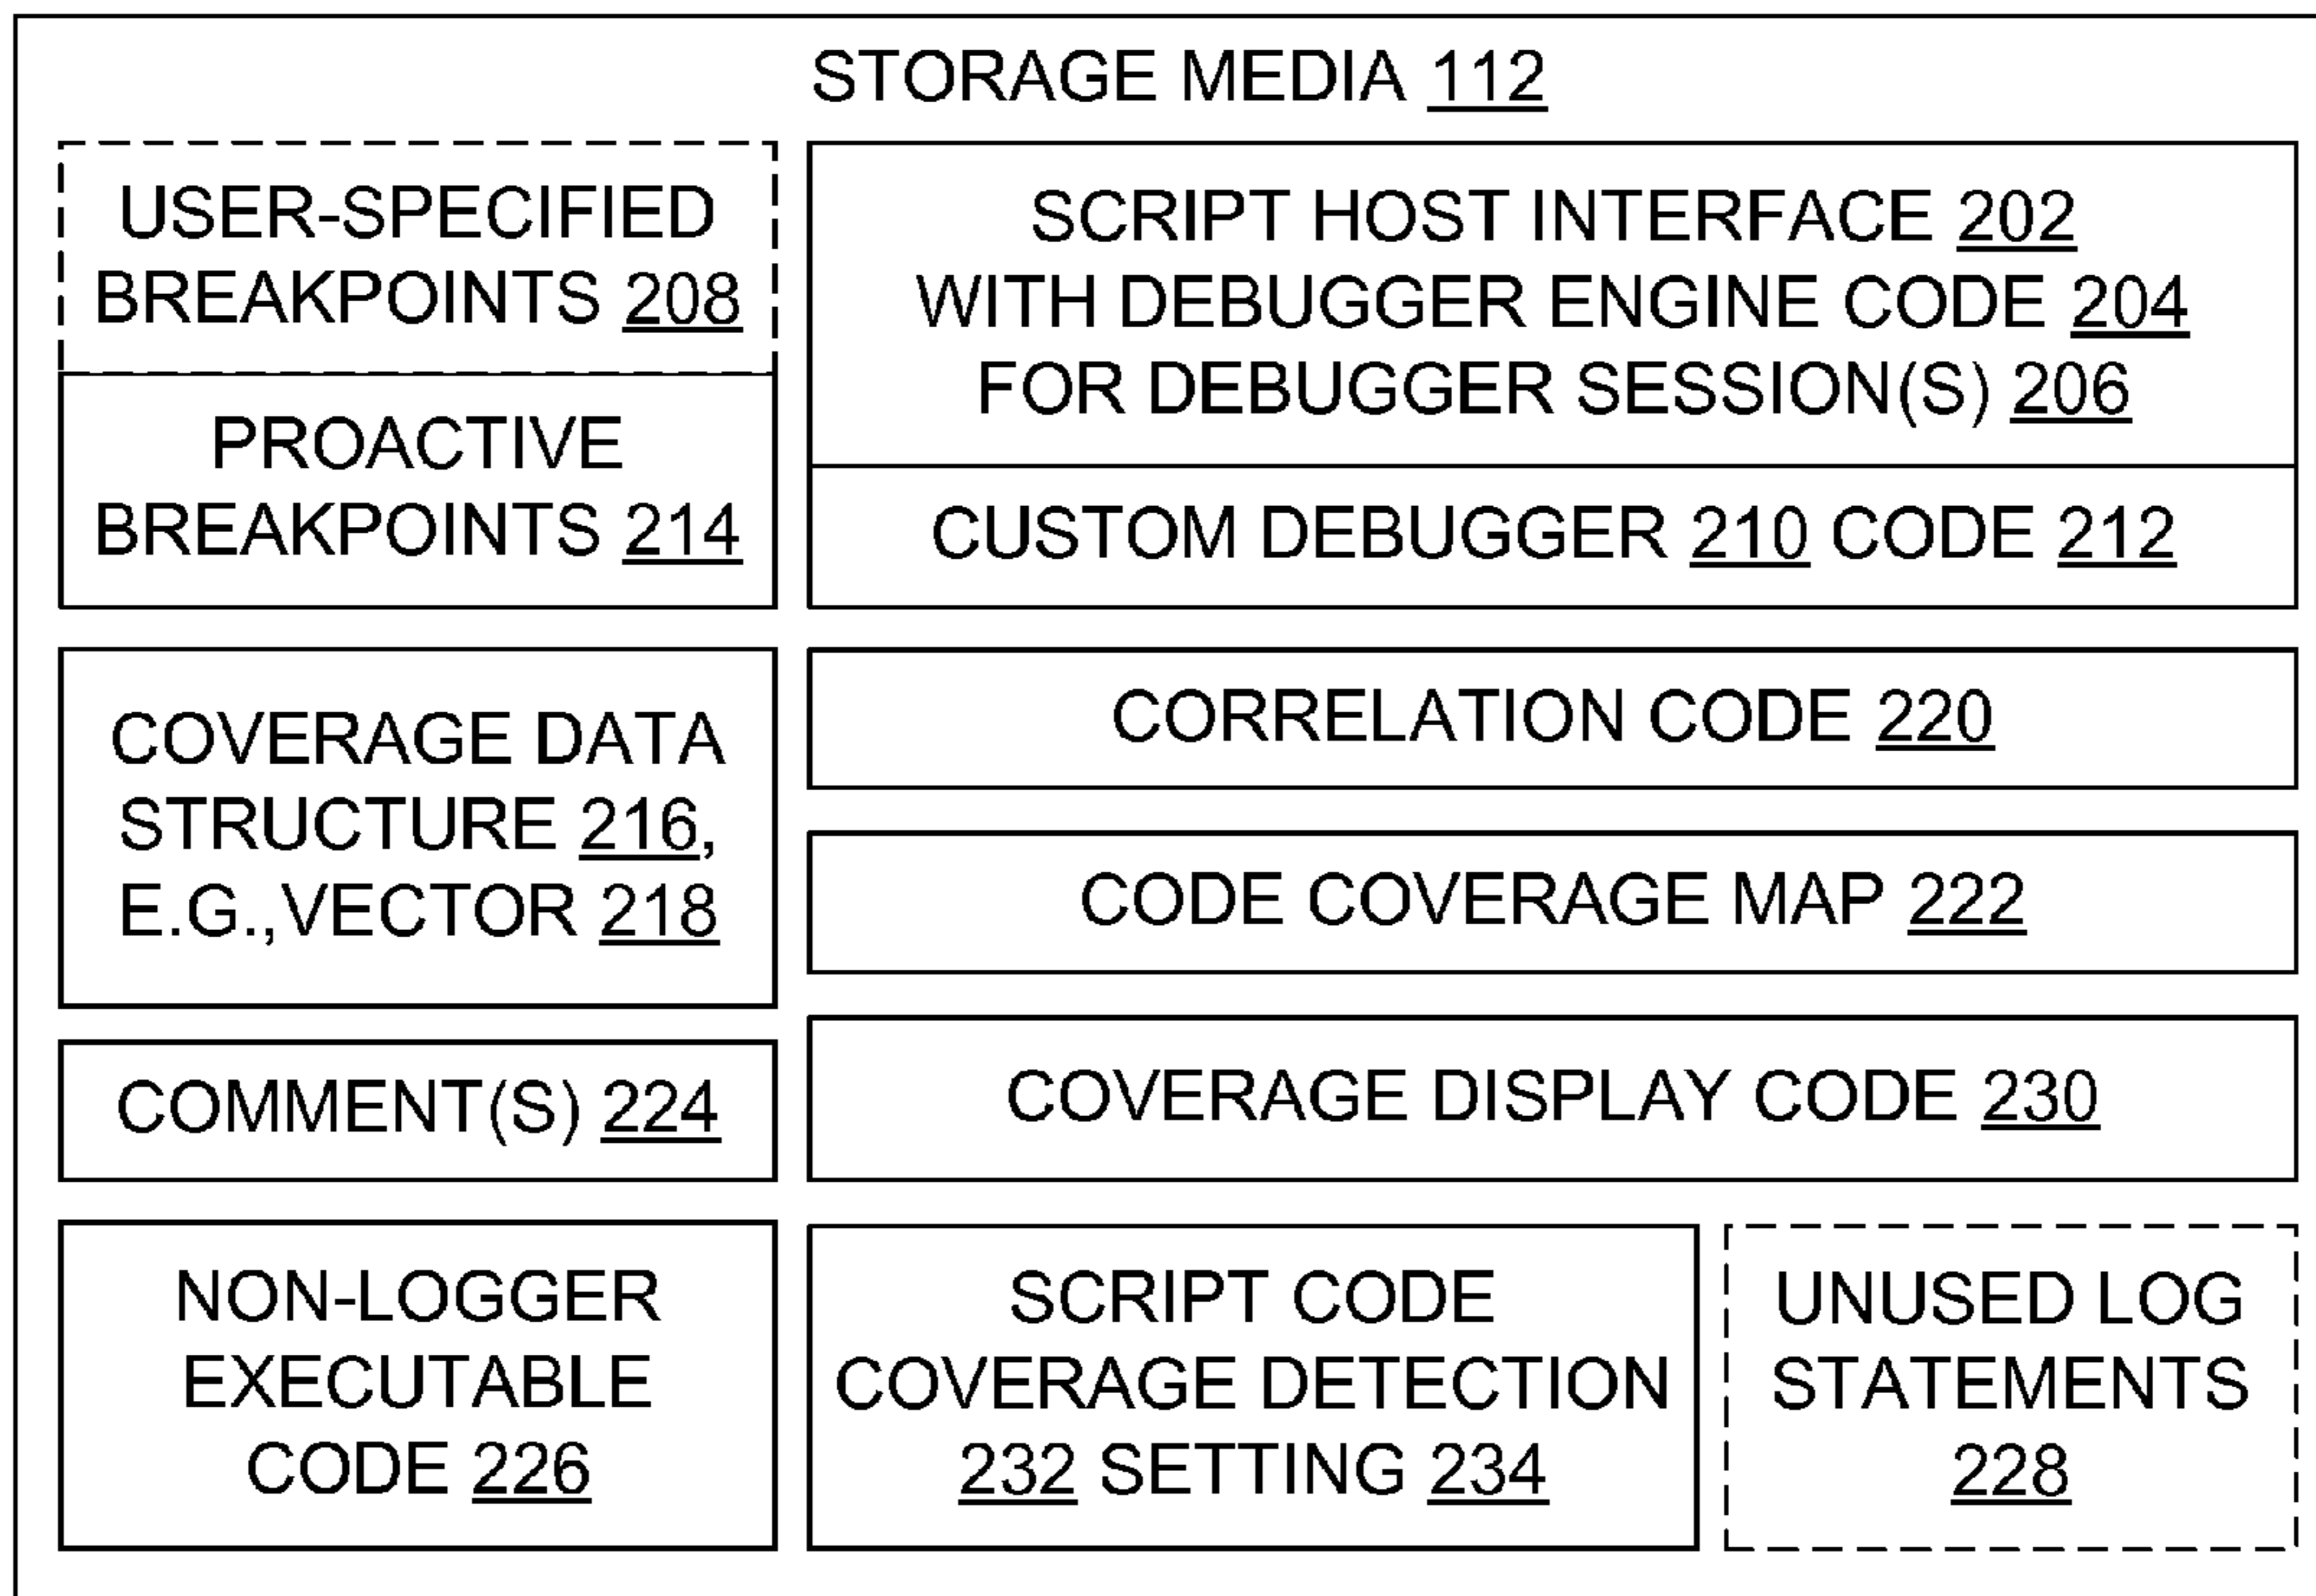 STORAGE MEDIA 112
USER-SPECIFIED
BREAKPOINTS 208
PROACTIVE
BREAKPOINTS 214
SCRIPT HOST INTERFACE 202
WITH DEBUGGER ENGINE CODE 204
FOR DEBUGGER SESSION(S) 206
CUSTOM DEBUGGER 210 CODE 212
COVERAGE DATA
STRUCTURE 216,
E.G.,VECTOR 218
CORRELATION CODE 220
CODE COVERAGE MAP 222
COMMENT(S) 224
COVERAGE DISPLAY CODE 230
NON-LOGGER
EXECUTABLE
CODE 226
SCRIPT CODE
COVERAGE DETECTION
232 SETTING 234
UNUSED LOG
STATEMENTS
228